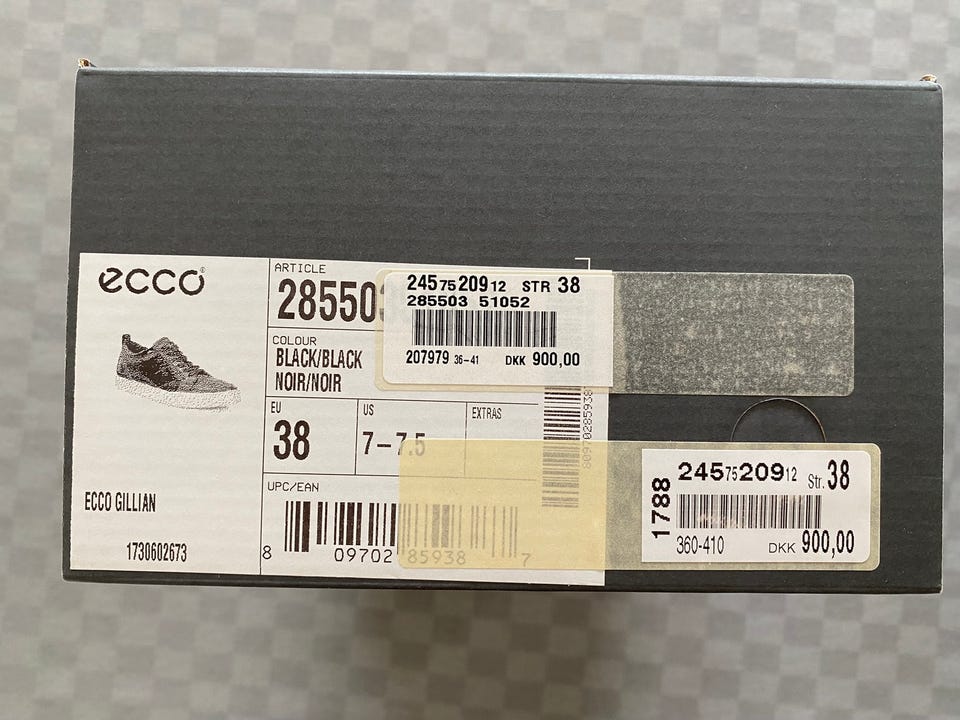 ecco
ECCO GILLIAN
1730602673
ARTICLE
28550
COLOUR
BLACK/BLACK
NOIR/NOIR
EU
38
US
7-7.5
EXTRAS
UPC/EAN
8 09702 85938 7
809702859387
245 75 209 12 STR 38
285503 51052
207979 36-41 DKK 900,00
1788
245 75 209 12 Str. 38
360-410 DKK 900,00